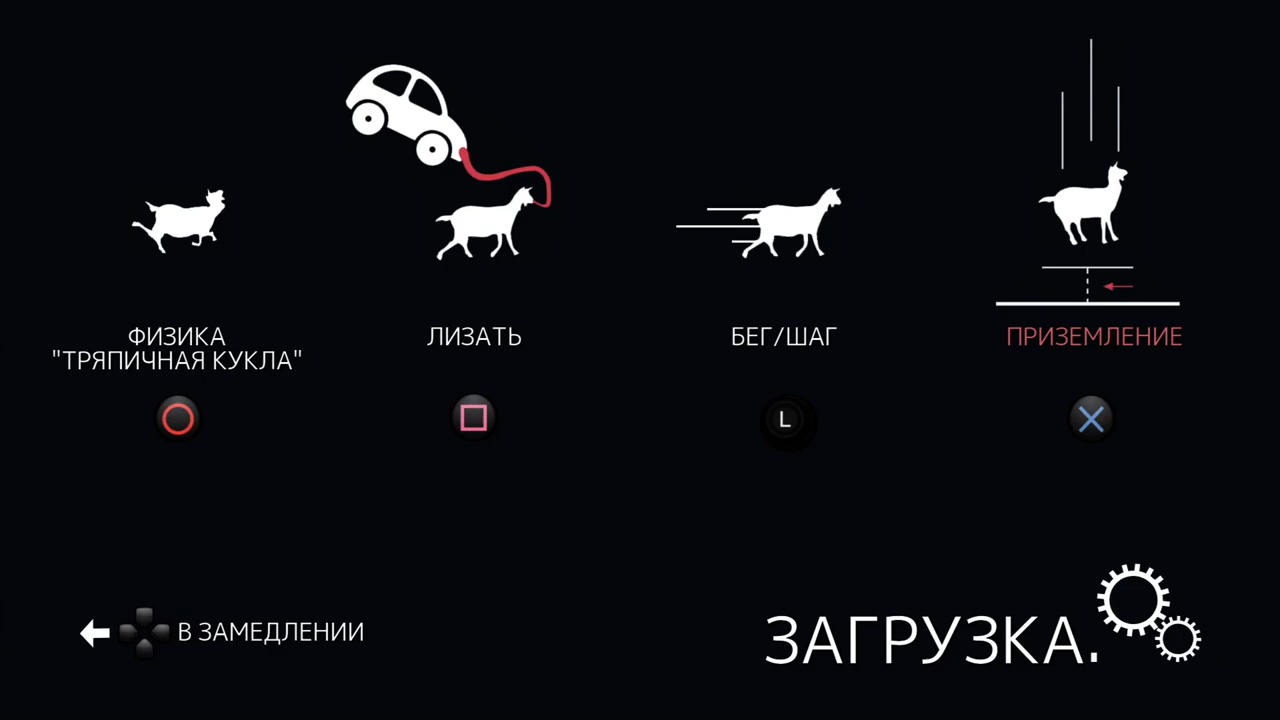 ФИЗИКА
"ТРЯПИЧНАЯ КУКЛА"
ЛИЗАТЬ
БЕГ/ШАГ
ПРИЗЕМЛЕНИЕ
L
В ЗАМЕДЛЕНИИ
ЗАГРУЗКА.